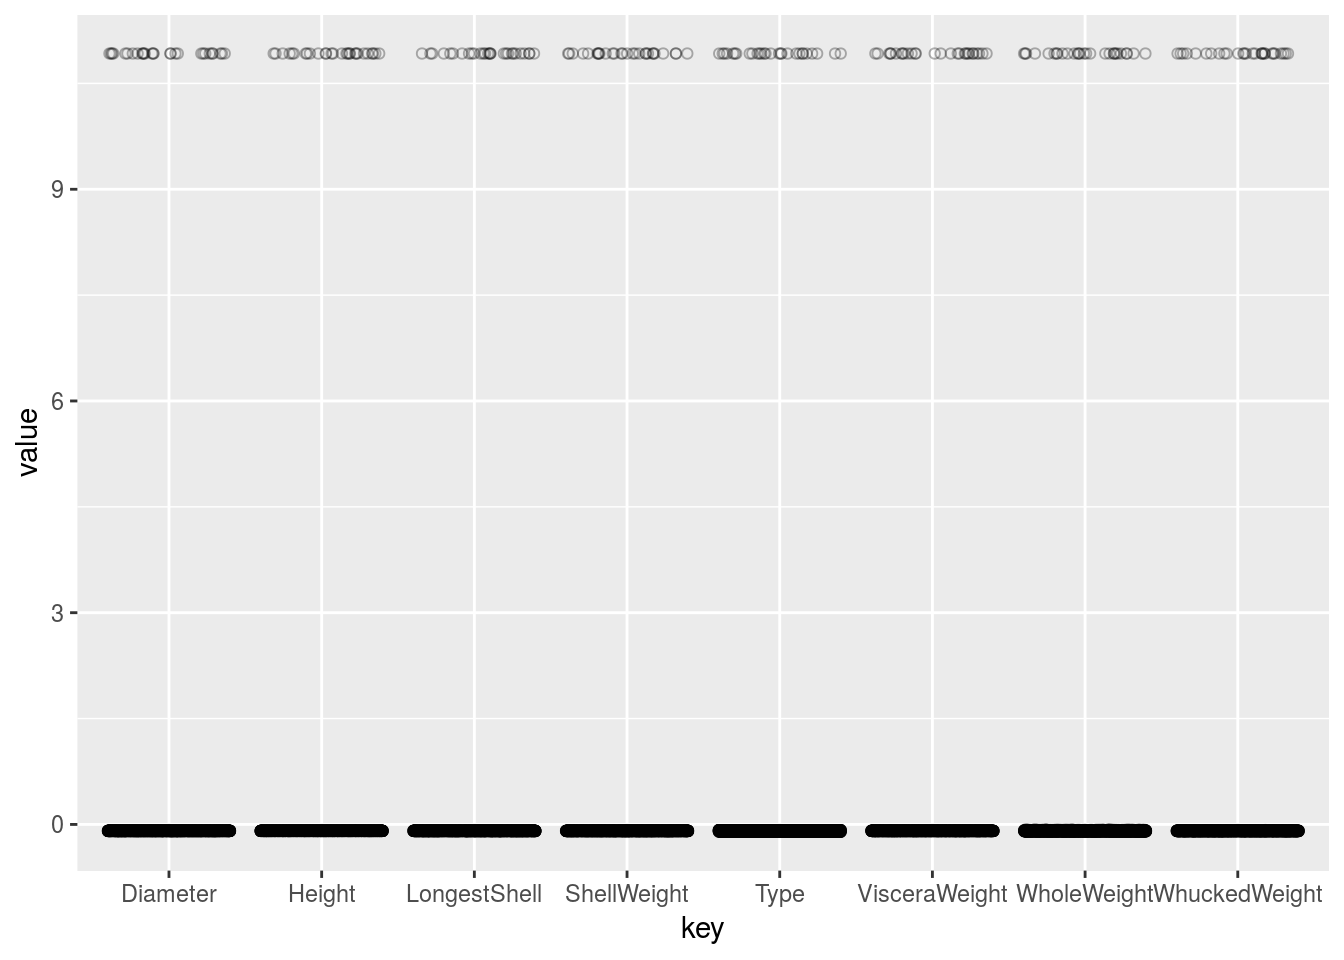 9
6
3
0
value
Diameter Height LongestShell ShellWeight Type VisceraWeight WholeWeight WhuckedWeight
key